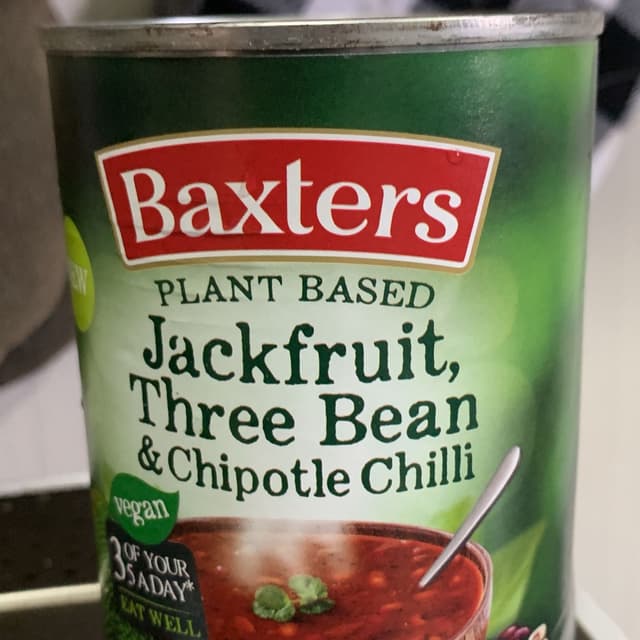 Baxters
PLANT BASED
Jackfruit,
Three Bean
& Chipotle Chilli
vegan
3 OF YOUR
5 A DAY*
EAT WELL